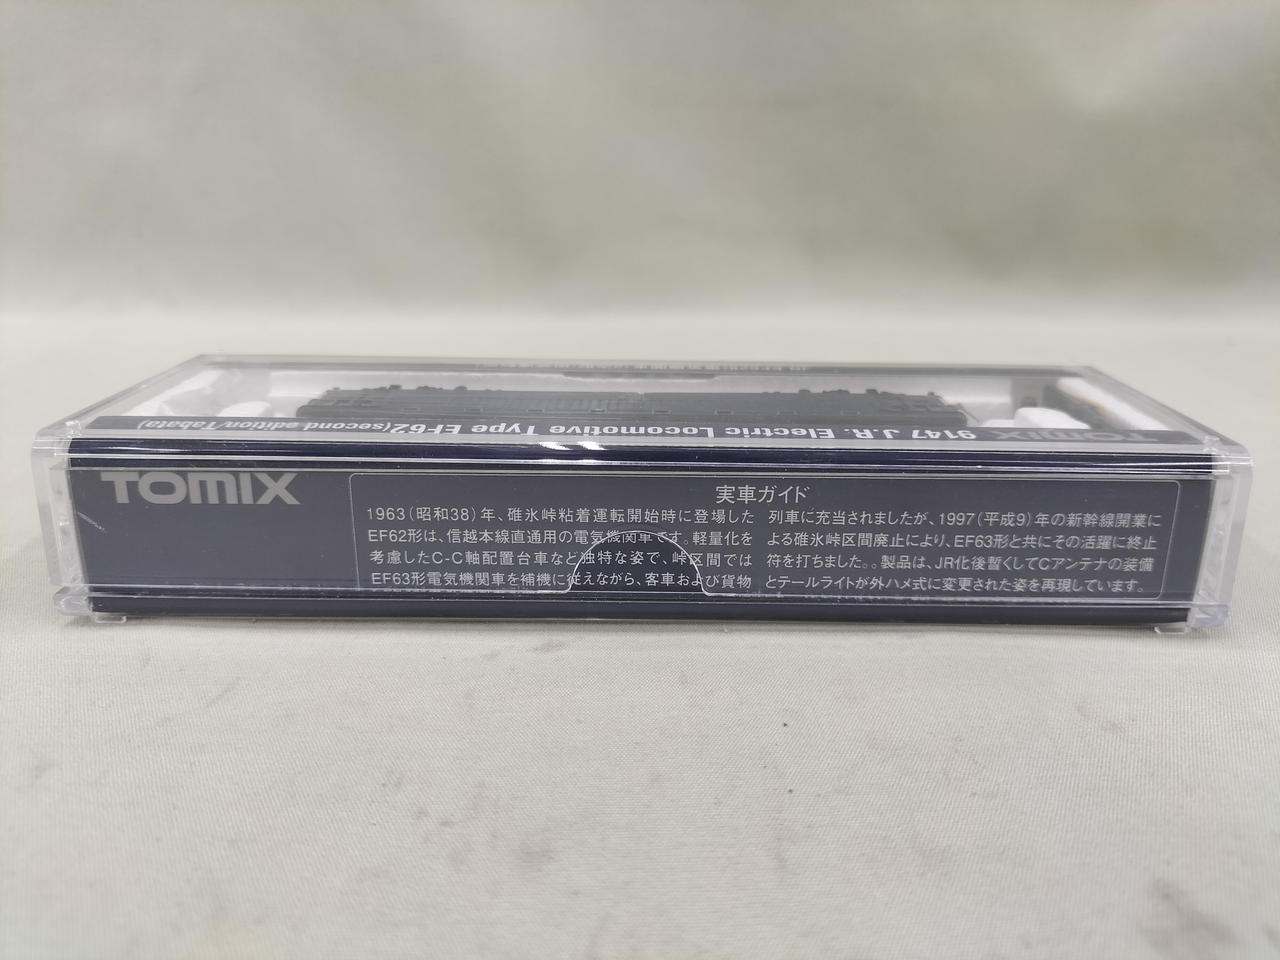 TOMIX 9147 J.R. Electric Locomotive Type EF62(second adition/Tabata)
TOMIX
実車ガイド
1963(昭和38)年、碓氷峠粘着運転開始時に登場した
EF62形は、信越本線直通用の電気機関車です。軽量化を
考慮したC-C軸配置台車など独特な姿で、峠区間では
EF63形電気機関車を補機に従えながら、客車および貨物
列車に充当されましたが、1997(平成9)年の新幹線開業に
よる碓氷峠区間廃止により、EF63形と共にその活躍に終止
符を打ちました。。製品は、JR化後暫くしてCアンテナの装備
とテールライトが外ハメ式に変更された姿を再現しています。